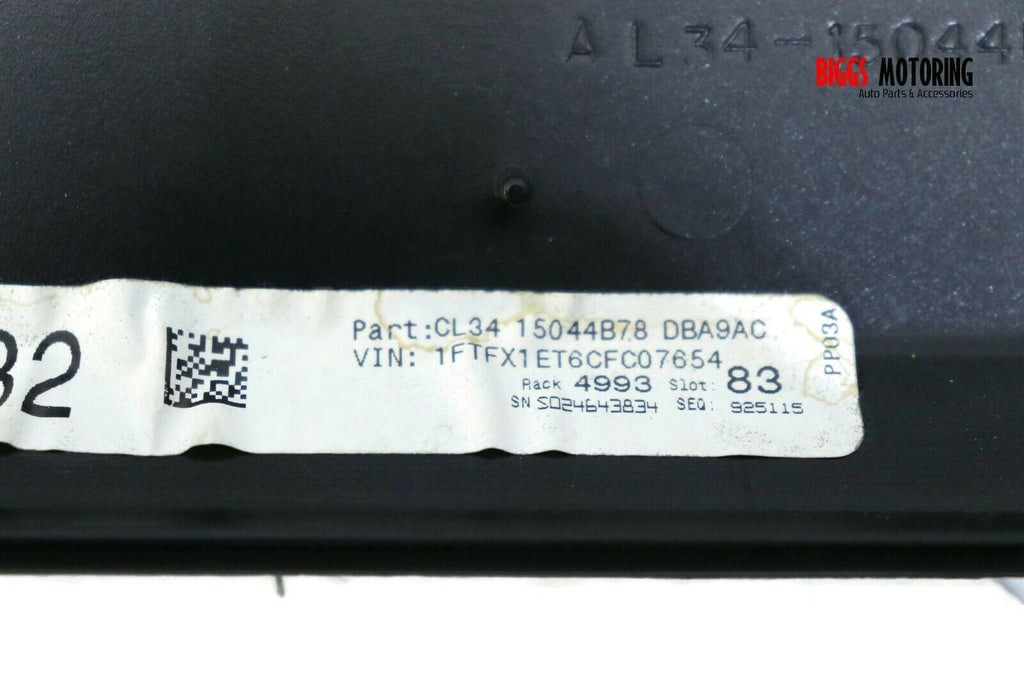 AL34-15044
BIGGS MOTORING
Auto Parts & Accessories
32
Part:CL34 15044B78 DBA9AC
VIN: 1FTFX1ET6CFC07654
Rack 4993 Slot: 83
SN S024643834 SEQ: 925115
PP03A